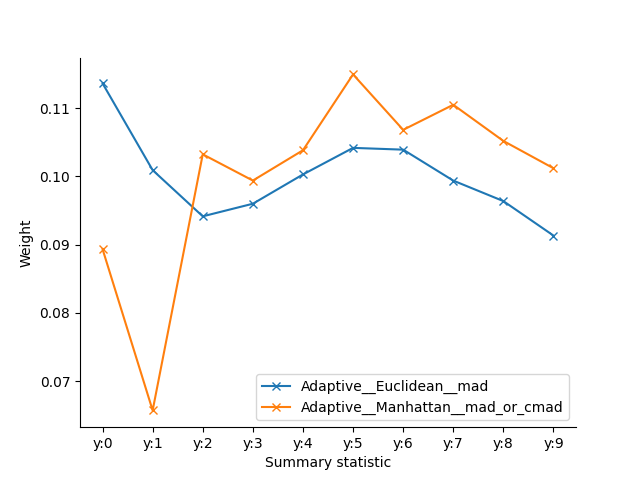 0.11
0.10
0.09
0.08
0.07
Weight
y:0 y:1 y:2 y:3 y:4 y:5 y:6 y:7 y:8 y:9
Summary statistic
Adaptive__Euclidean__mad
Adaptive__Manhattan__mad_or_cmad